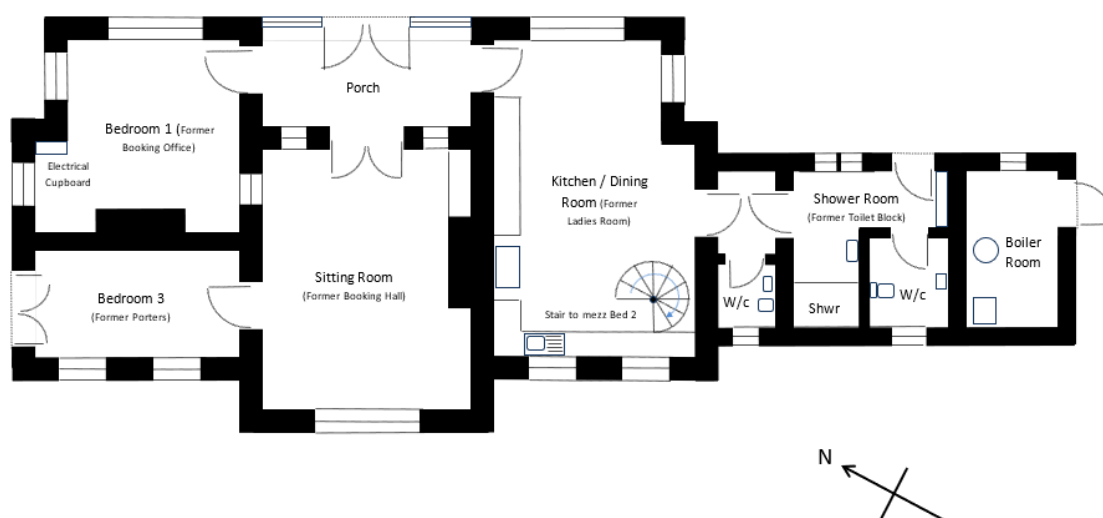 Porch
Bedroom 1 (Former
Booking Office)
Electrical
Cupboard
Kitchen / Dining
Room (Former
Ladies Room)
Shower Room
(Former Toilet Block)
Boiler
Room
Sitting Room
(Former Booking Hall)
Bedroom 3
(Former Porters)
W/c
W/c
Shwr
Stair to mezz Bed 2
N